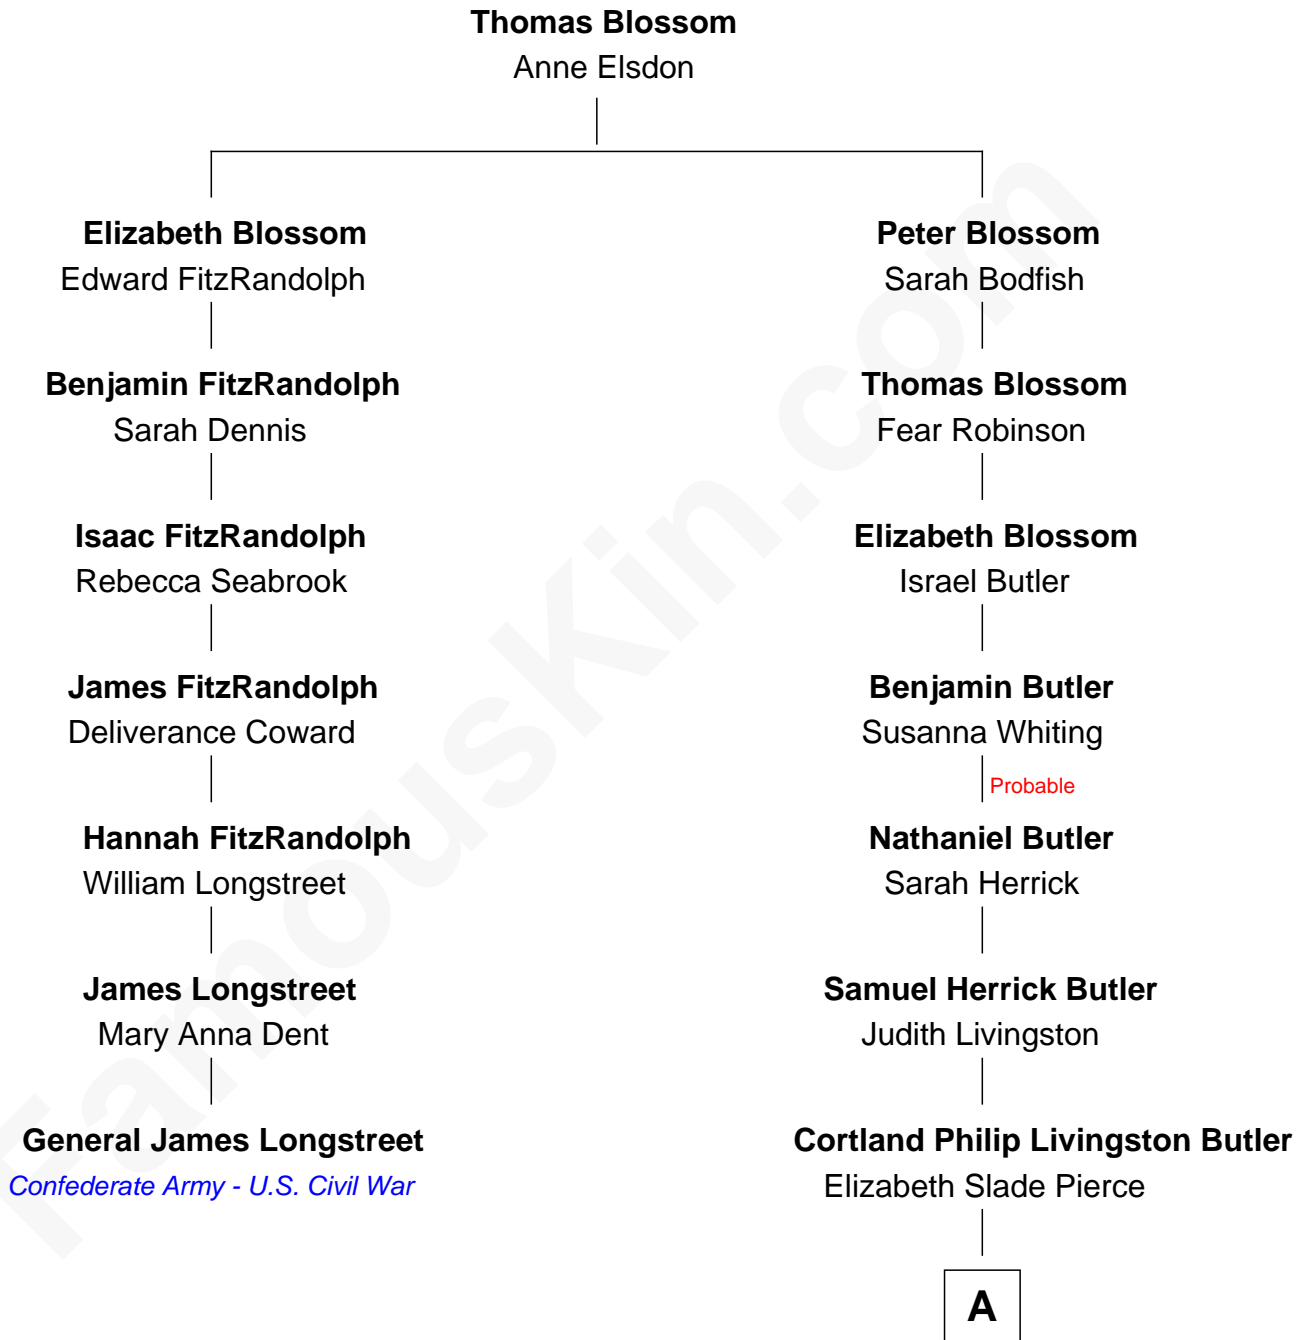 Thomas Blossom
Anne Elsdon
Elizabeth Blossom
Edward FitzRandolph
Peter Blossom
Sarah Bodfish
Benjamin FitzRandolph
Sarah Dennis
Thomas Blossom
Fear Robinson
Isaac FitzRandolph
Rebecca Seabrook
Elizabeth Blossom
Israel Butler
James FitzRandolph
Deliverance Coward
Benjamin Butler
Susanna Whiting
Probable
Hannah FitzRandolph
William Longstreet
Nathaniel Butler
Sarah Herrick
James Longstreet
Mary Anna Dent
Samuel Herrick Butler
Judith Livingston
General James Longstreet
Confederate Army - U.S. Civil War
Cortland Philip Livingston Butler
Elizabeth Slade Pierce
A
FamousKin.com